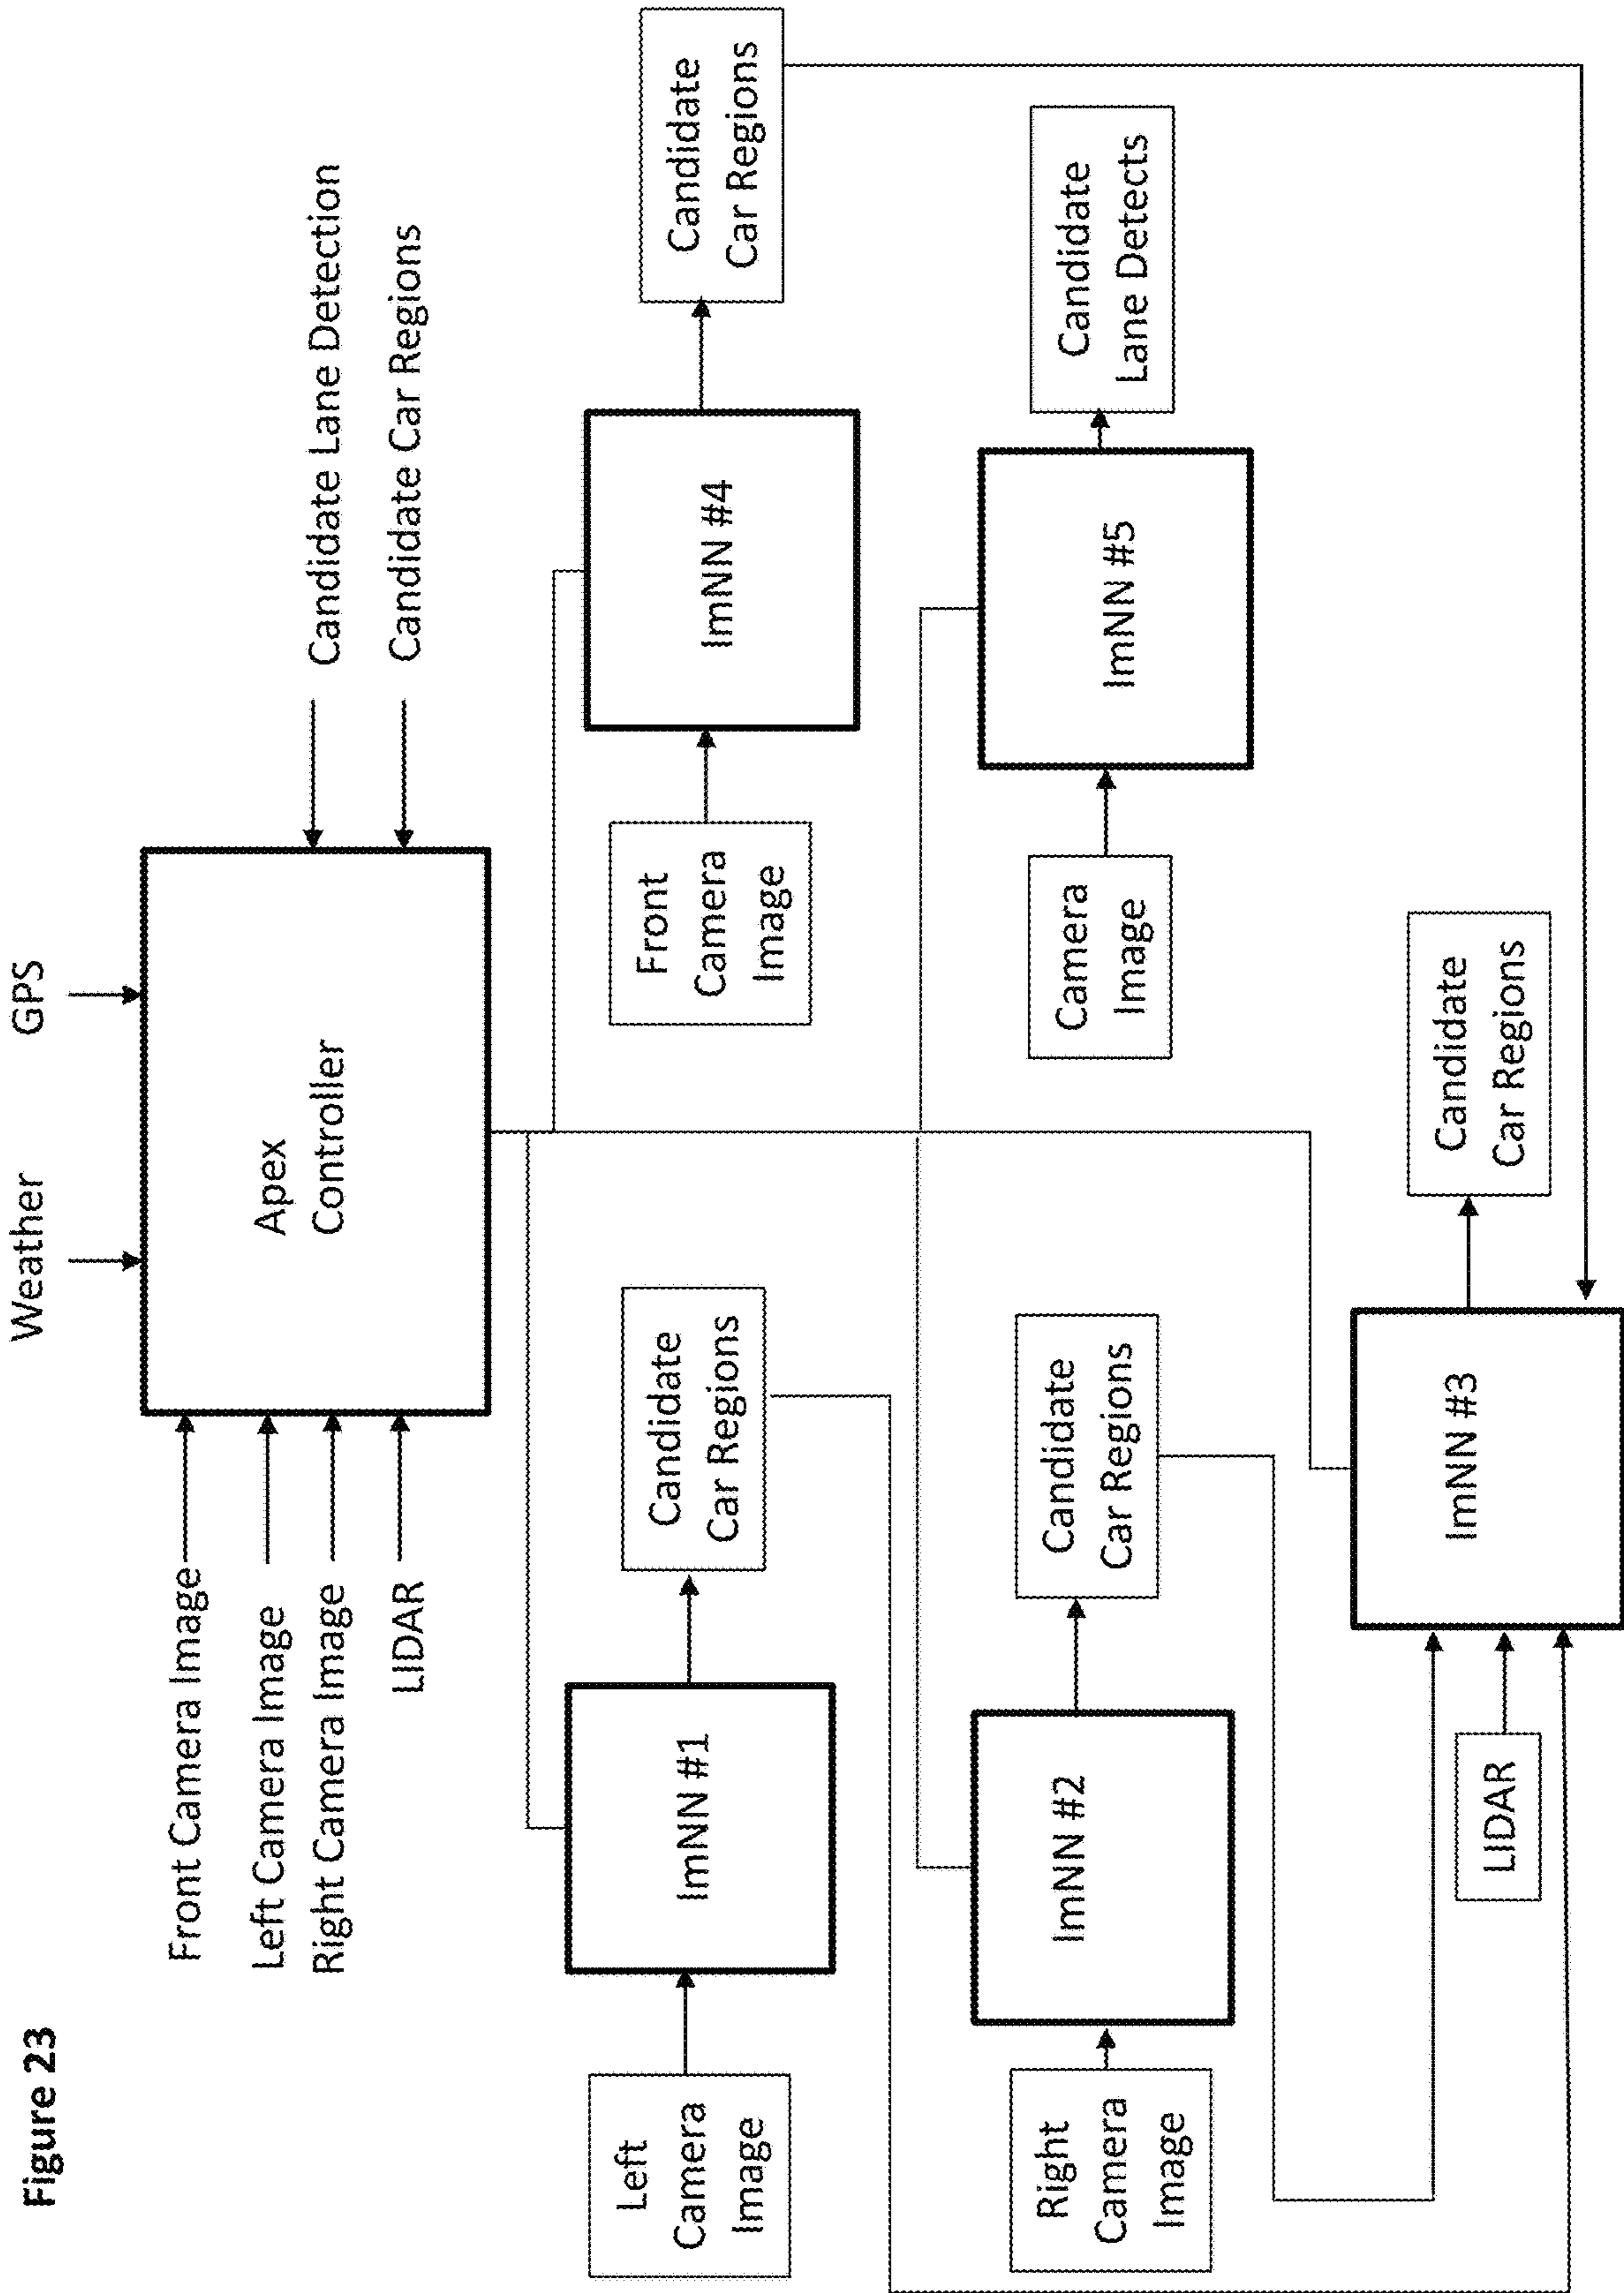 Figure 23
Weather
GPS
Front Camera Image
Left Camera Image
Right Camera Image
LIDAR
Apex
Controller
Candidate Lane Detection
Candidate Car Regions
Left
Camera
Image
ImNN #1
Candidate
Car Regions
Front
Camera
Image
ImNN #4
Candidate
Car Regions
Right
Camera
Image
ImNN #2
Candidate
Car Regions
Camera
Image
ImNN #5
Candidate
Lane Detects
LIDAR
ImNN #3
Candidate
Car Regions